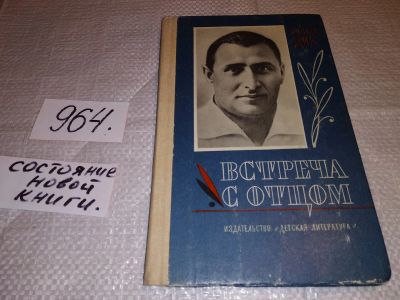 964.
состояние
новой
книги.
ВСТРЕЧА
С ОТЦОМ
ИЗДАТЕЛЬСТВО «ДЕТСКАЯ ЛИТЕРАТУРА»